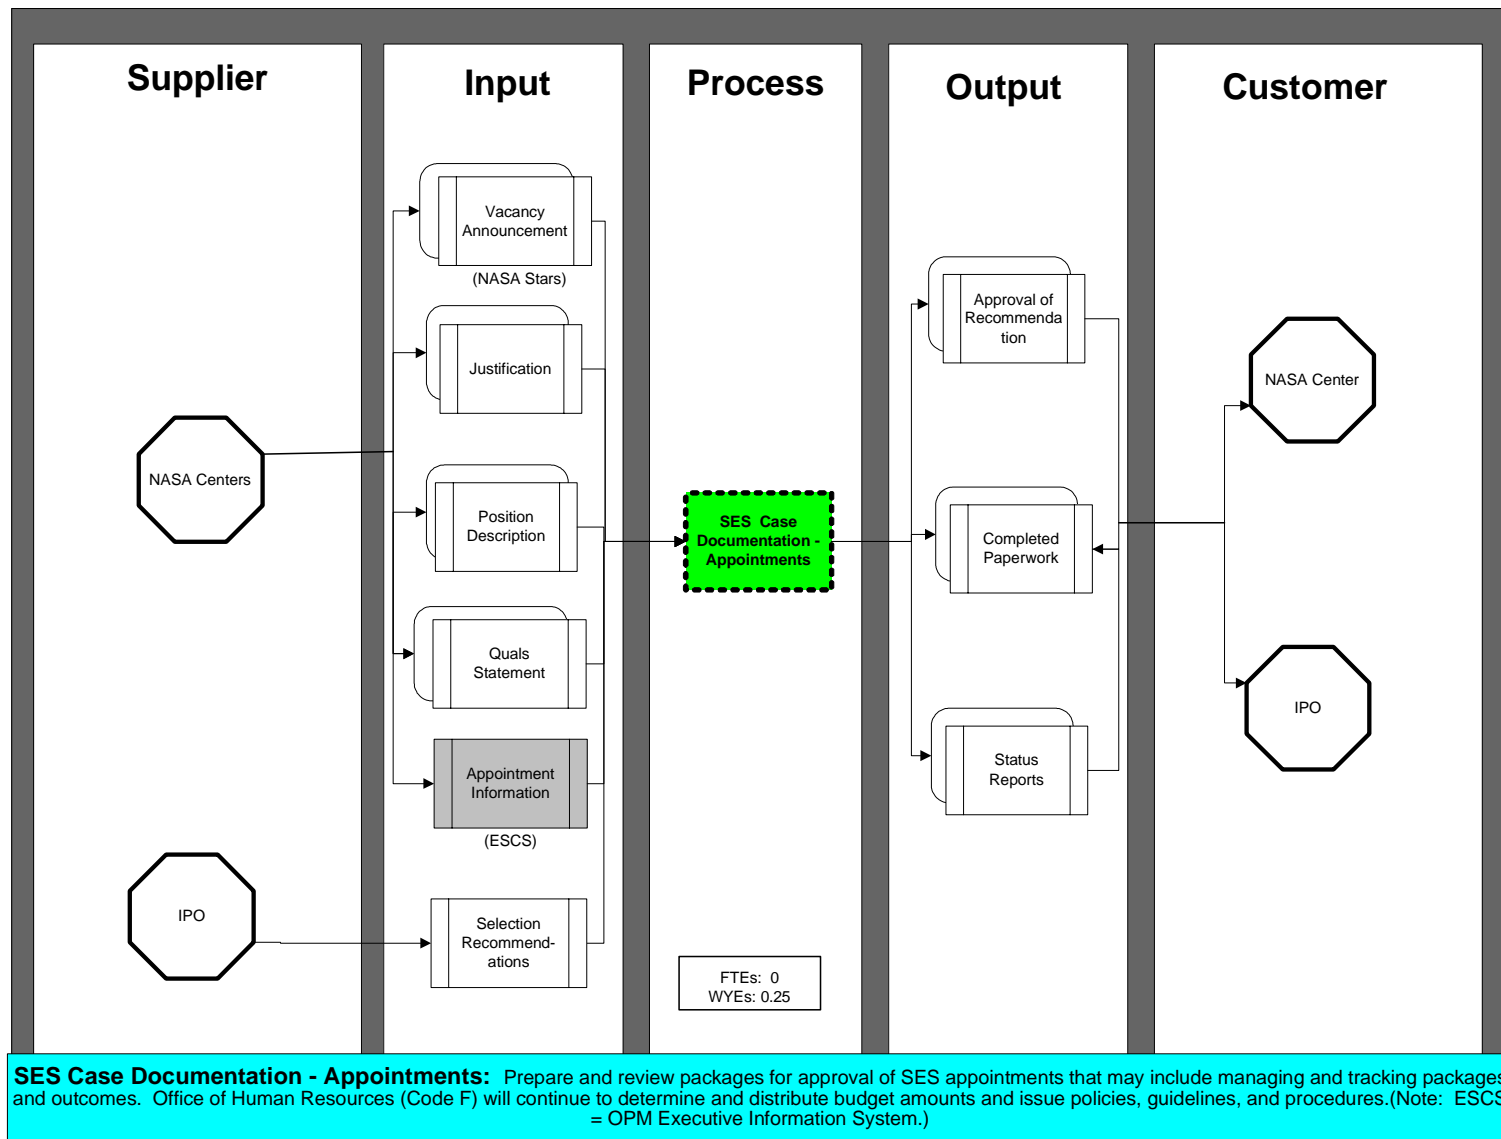 Supplier
Input
Process
Output
Customer
Vacancy
Announcement
(NASA Stars)
Justification
Position
Description
Quals
Statement
Appointment
Information
(ESCS)
Selection
Recommend-
ations
NASA Centers
IPO
SES Case
Documentation -
Appointments
FTEs: 0
WYEs: 0.25
Approval of
Recommenda
tion
Completed
Paperwork
Status
Reports
NASA Center
IPO
SES Case Documentation - Appointments: Prepare and review packages for approval of SES appointments that may include managing and tracking packages
and outcomes. Office of Human Resources (Code F) will continue to determine and distribute budget amounts and issue policies, guidelines, and procedures.(Note: ESCS
= OPM Executive Information System.)